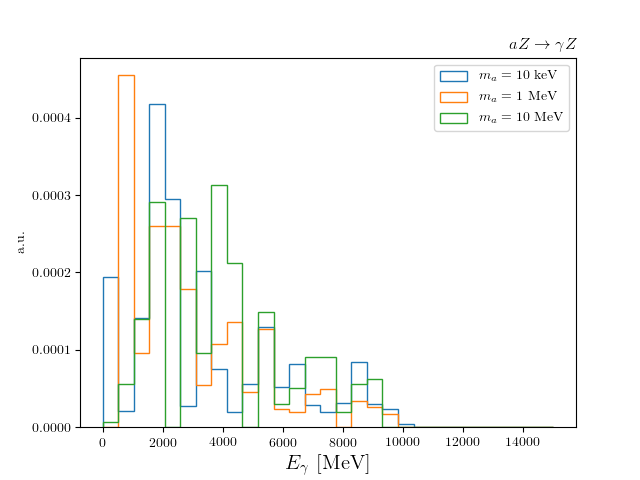 aZ → γZ
m_a = 10 keV
m_a = 1 MeV
m_a = 10 MeV
0.0004
0.0003
0.0002
0.0001
0.0000
a.u.
0 2000 4000 6000 8000 10000 12000 14000
E_γ [MeV]